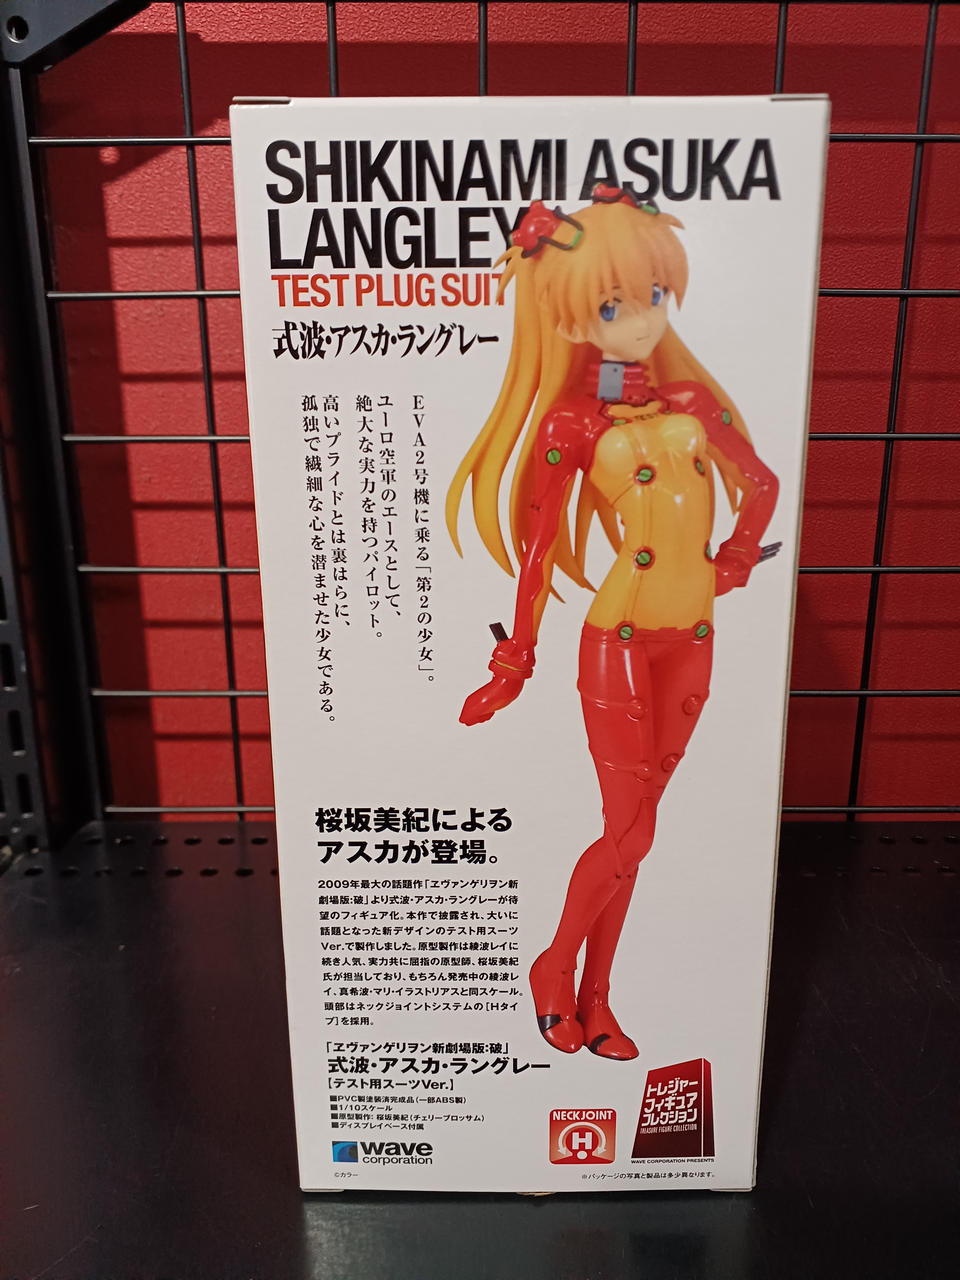 SHIKINAMI ASUKA
LANGLEY
TEST PLUG SUIT
式波・アスカ・ラングレー
EVA2号機に乗る「第2の少女」。
ユーロ空軍のエースとして、
絶大な実力を持つパイロット。
高いプライドとは裏はらに、
孤独で繊細な心を潜ませた少女である。
桜坂美紀による
アスカが登場。
2009年最大の話題作「ヱヴァンゲリヲン新
劇場版:破」より式波・アスカ・ラングレーが待
望のフィギュア化。本作で披露され、大いに
話題となった新デザインのテスト用スーツ
Ver.で製作しました。原型製作は綾波レイに
続き人気、実力共に屈指の原型師、桜坂美紀
氏が担当しており、もちろん発売中の綾波レ
イ、真希波・マリ・イラストリアスと同スケール。
頭部はネックジョイントシステムの[Hタイ
プ]を採用。
「ヱヴァンゲリヲン新劇場版:破」
式波・アスカ・ラングレー
【テスト用スーツVer.】
■PVC製塗装済完成品(一部ABS製)
■1/10スケール
■原型製作: 桜坂美紀(チェリーブロッサム)
■ディスプレイベース付属
wave
corporation
©カラー
NECK JOINT
H
トレジャー
フィギュア
コレクション
TREASURE FIGURE COLLECTION
WAVE CORPORATION PRESENTS
※パッケージの写真と製品は多少異なります。
TEST